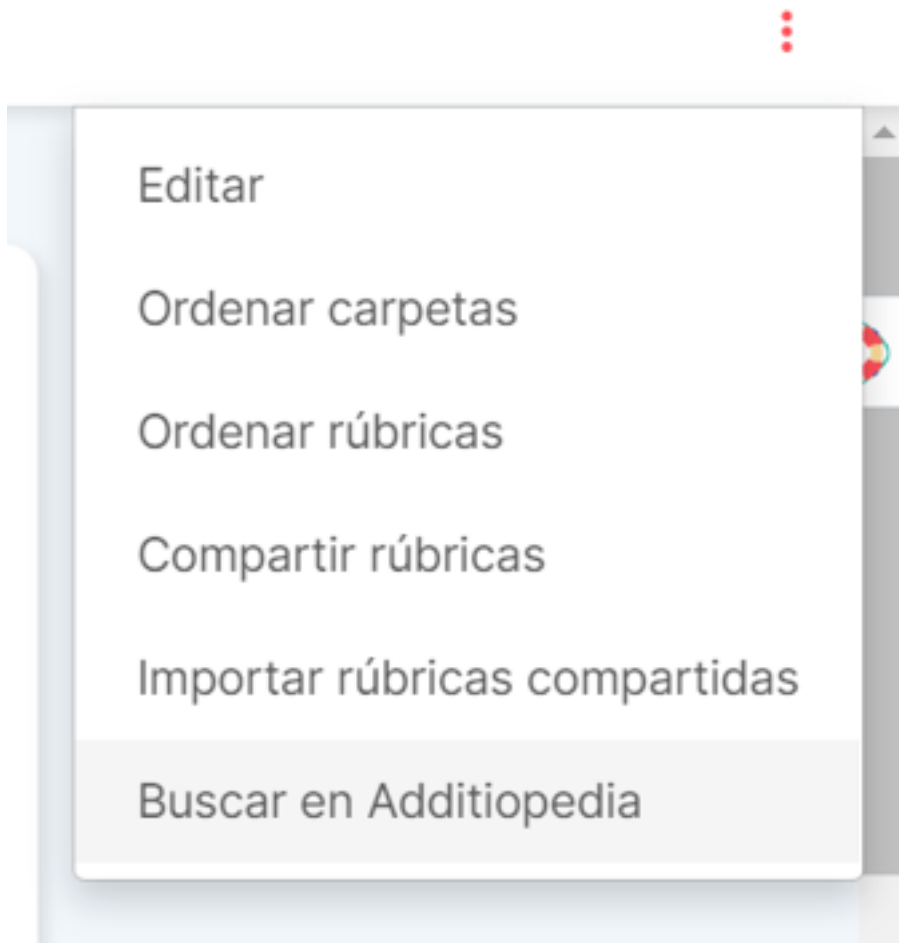 Editar
Ordenar carpetas
Ordenar rúbricas
Compartir rúbricas
Importar rúbricas compartidas
Buscar en Additiopedia